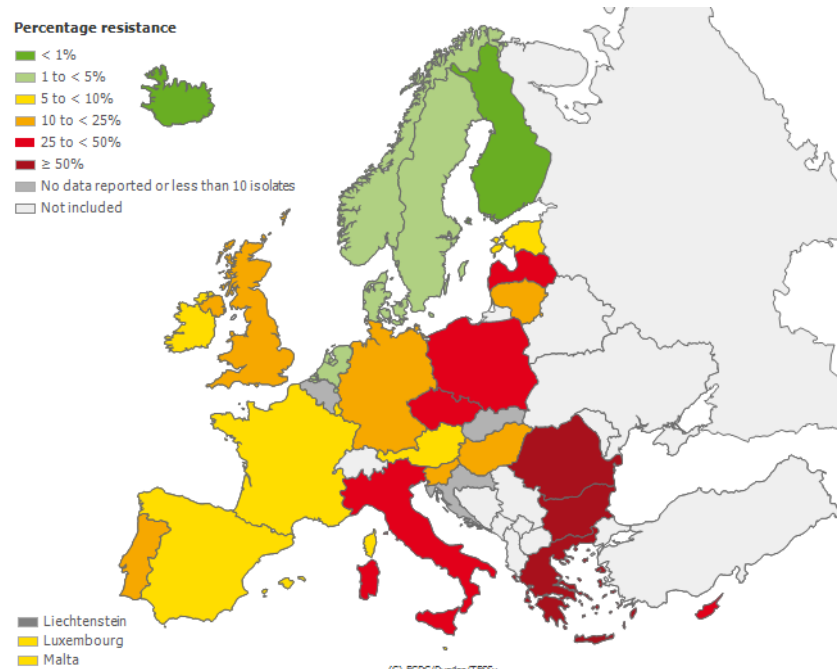 Percentage resistance
< 1%
1 to < 5%
5 to < 10%
10 to < 25%
25 to < 50%
≥ 50%
No data reported or less than 10 isolates
Not included
Liechtenstein
Luxembourg
Malta